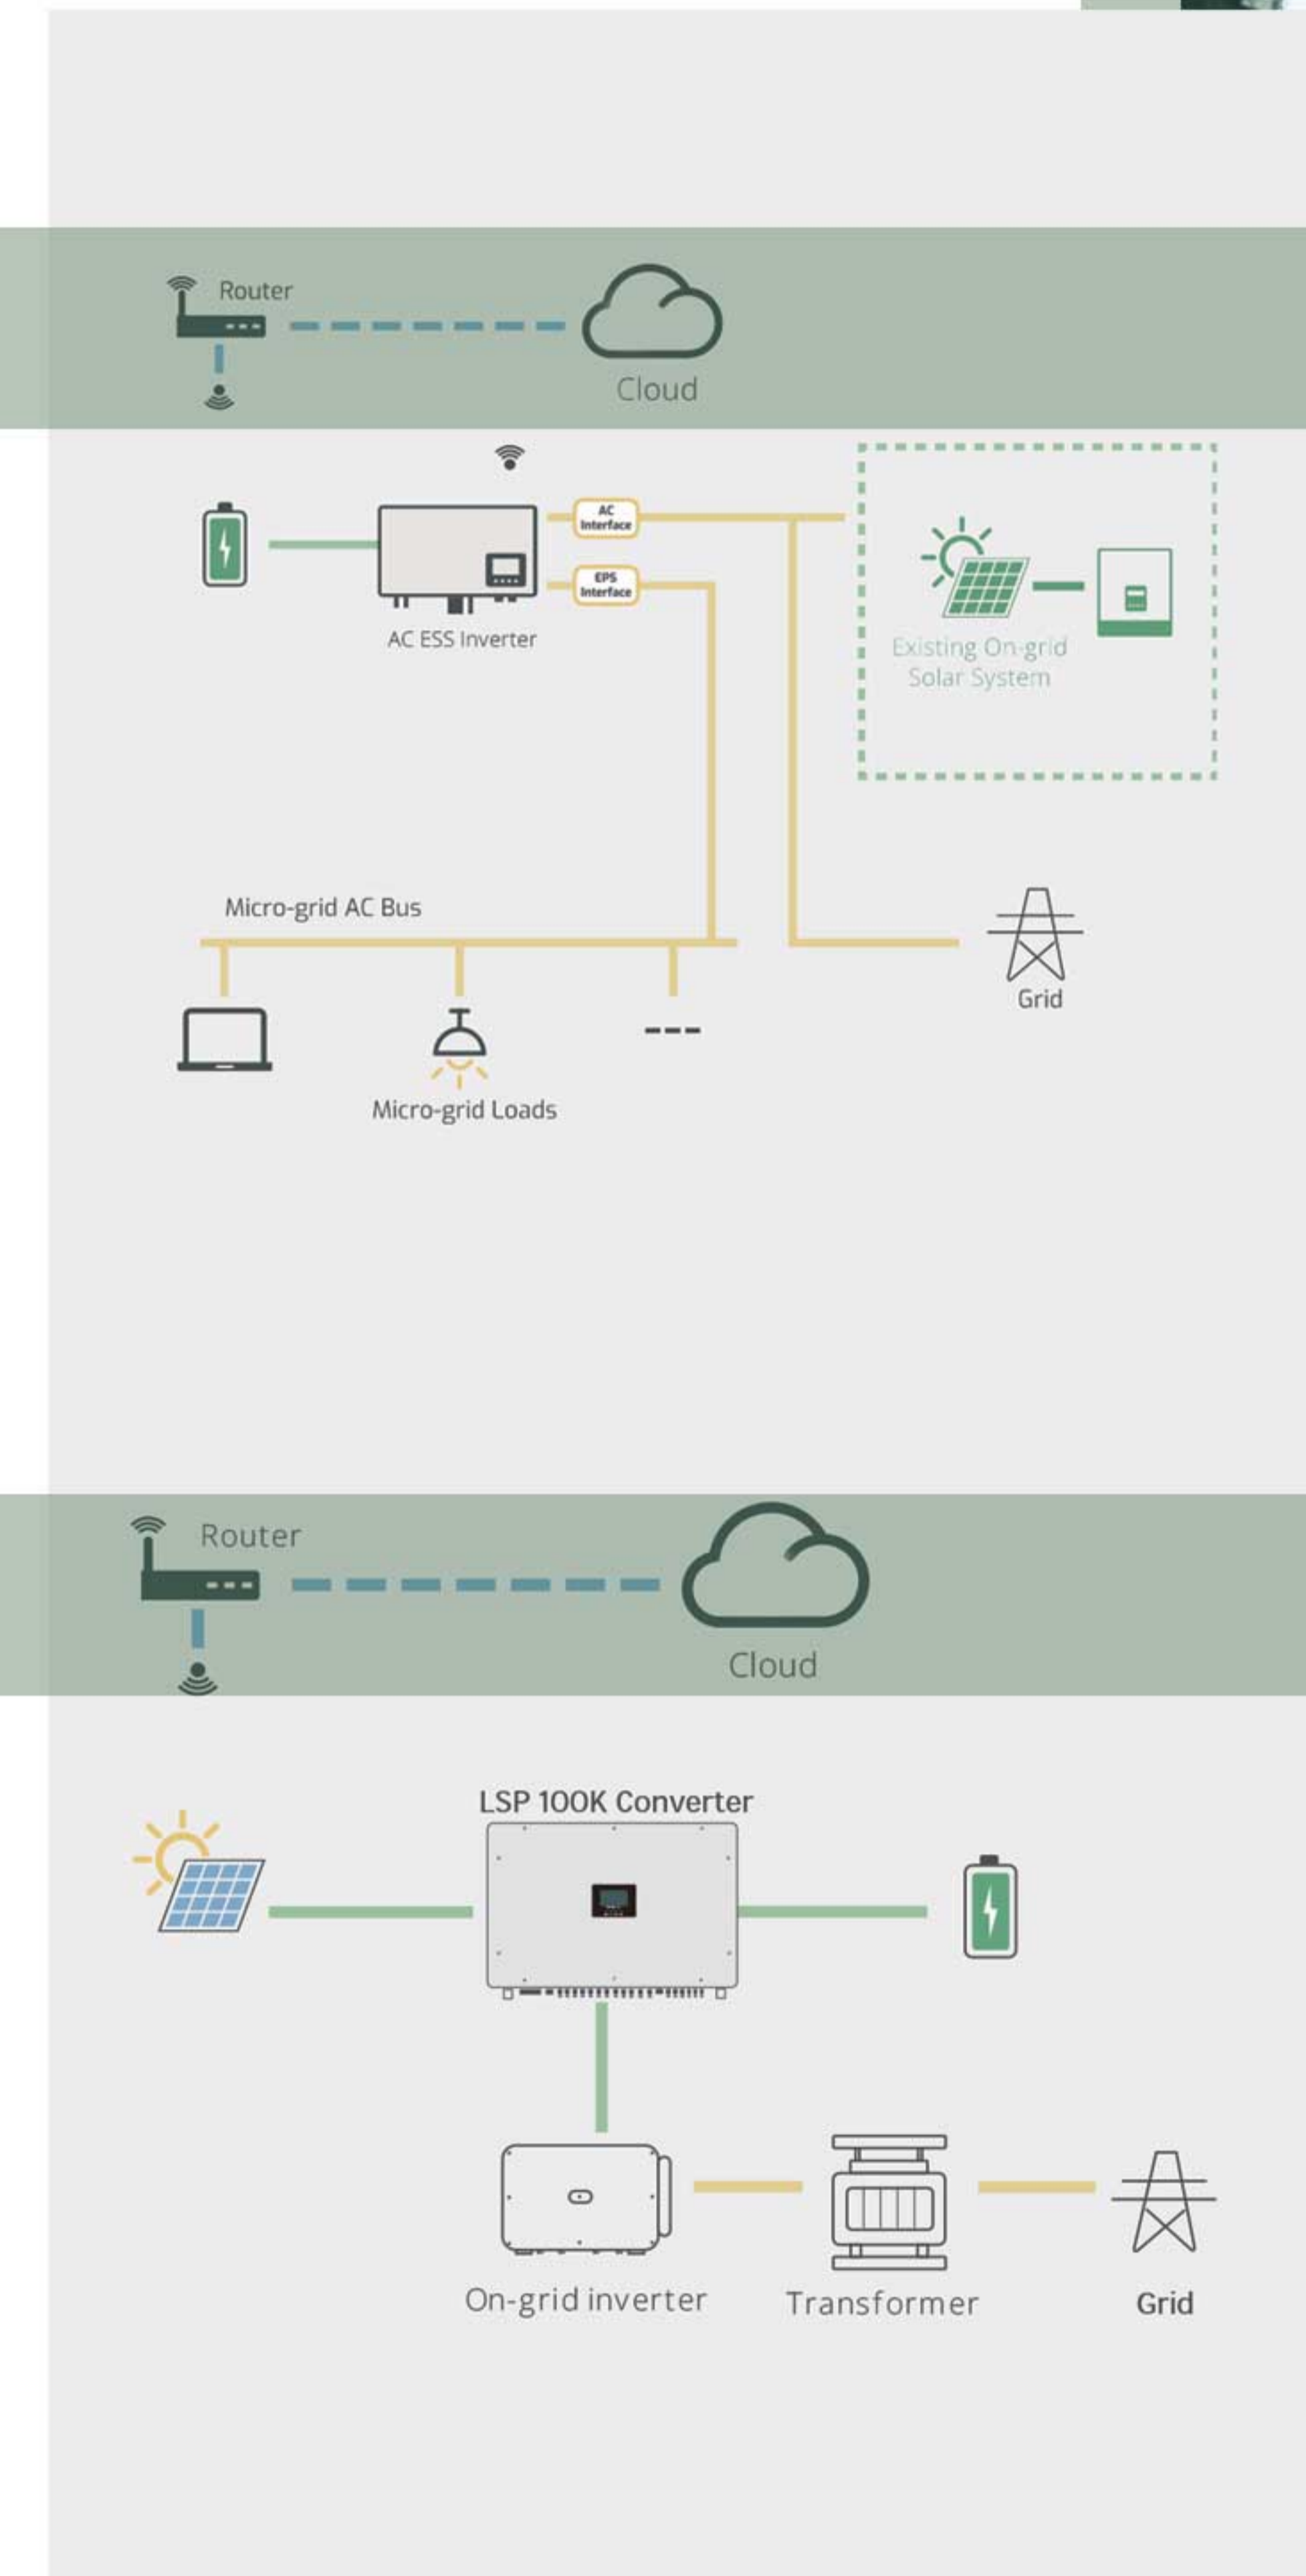 Router
Cloud
AC
Interface
EPS
Interface
AC ESS Inverter
Existing On-grid
Solar System
Micro-grid AC Bus
Grid
Micro-grid Loads
Router
Cloud
LSP 100K Converter
On-grid inverter
Transformer
Grid